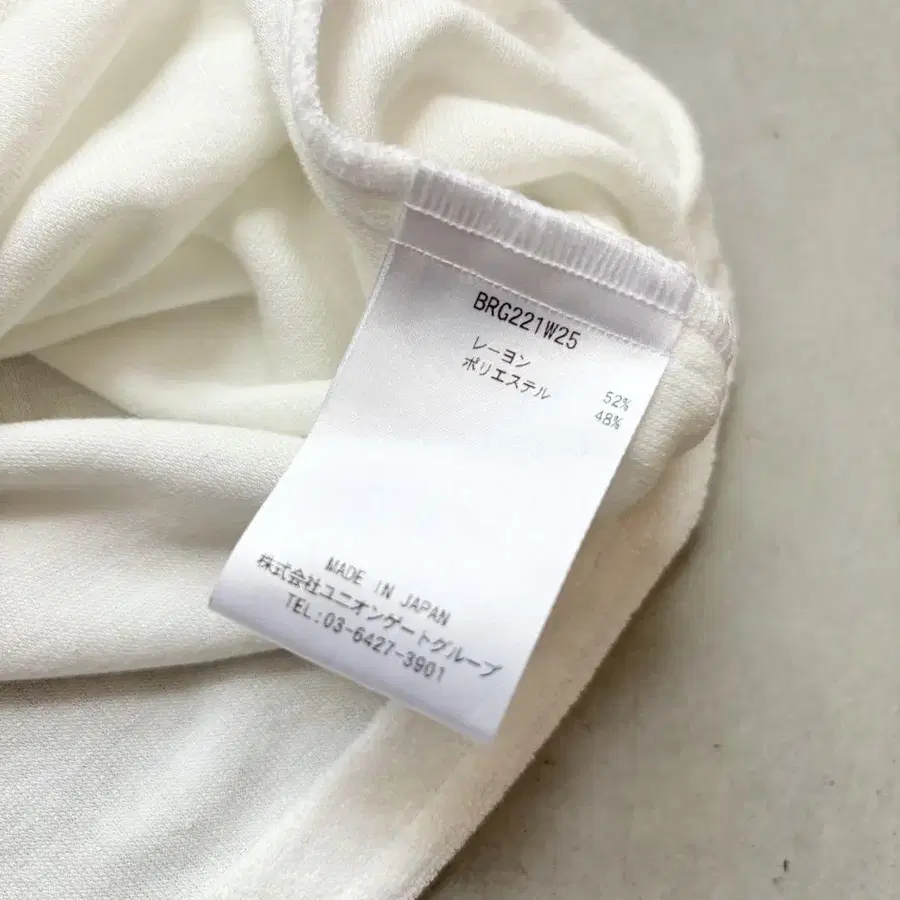 BRG221W25
レーヨン 52%
ポリエステル 48%
MADE IN JAPAN
株式会社ユニオンゲートグループ
TEL:03-6427-3901